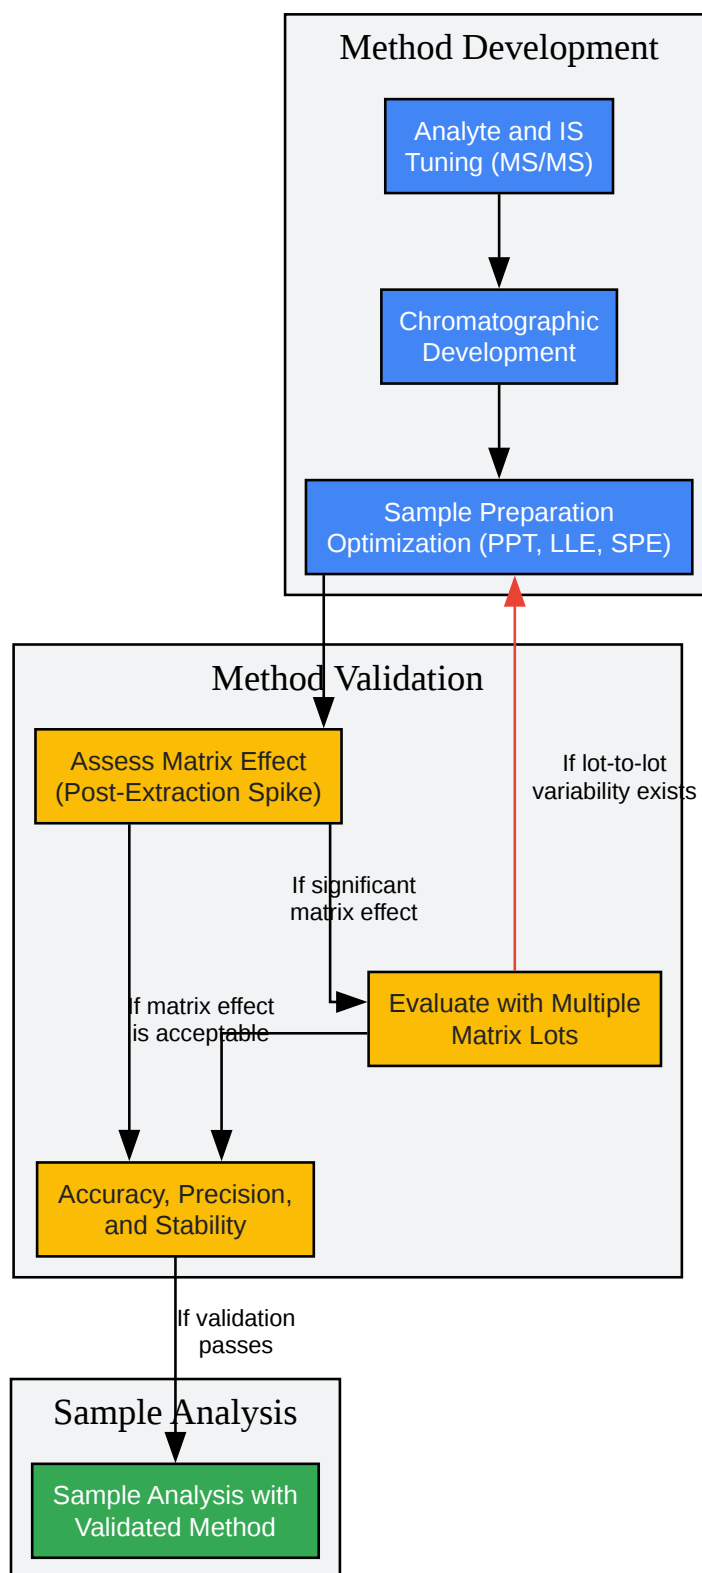 Method Development
Analyte and IS
Tuning (MS/MS)
Chromatographic
Development
Sample Preparation
Optimization (PPT, LLE, SPE)
Method Validation
Assess Matrix Effect
(Post-Extraction Spike)
If lot-to-lot
variability exists
If significant
matrix effect
Evaluate with Multiple
Matrix Lots
If matrix effect
is acceptable
Accuracy, Precision,
and Stability
If validation
passes
Sample Analysis
Sample Analysis with
Validated Method